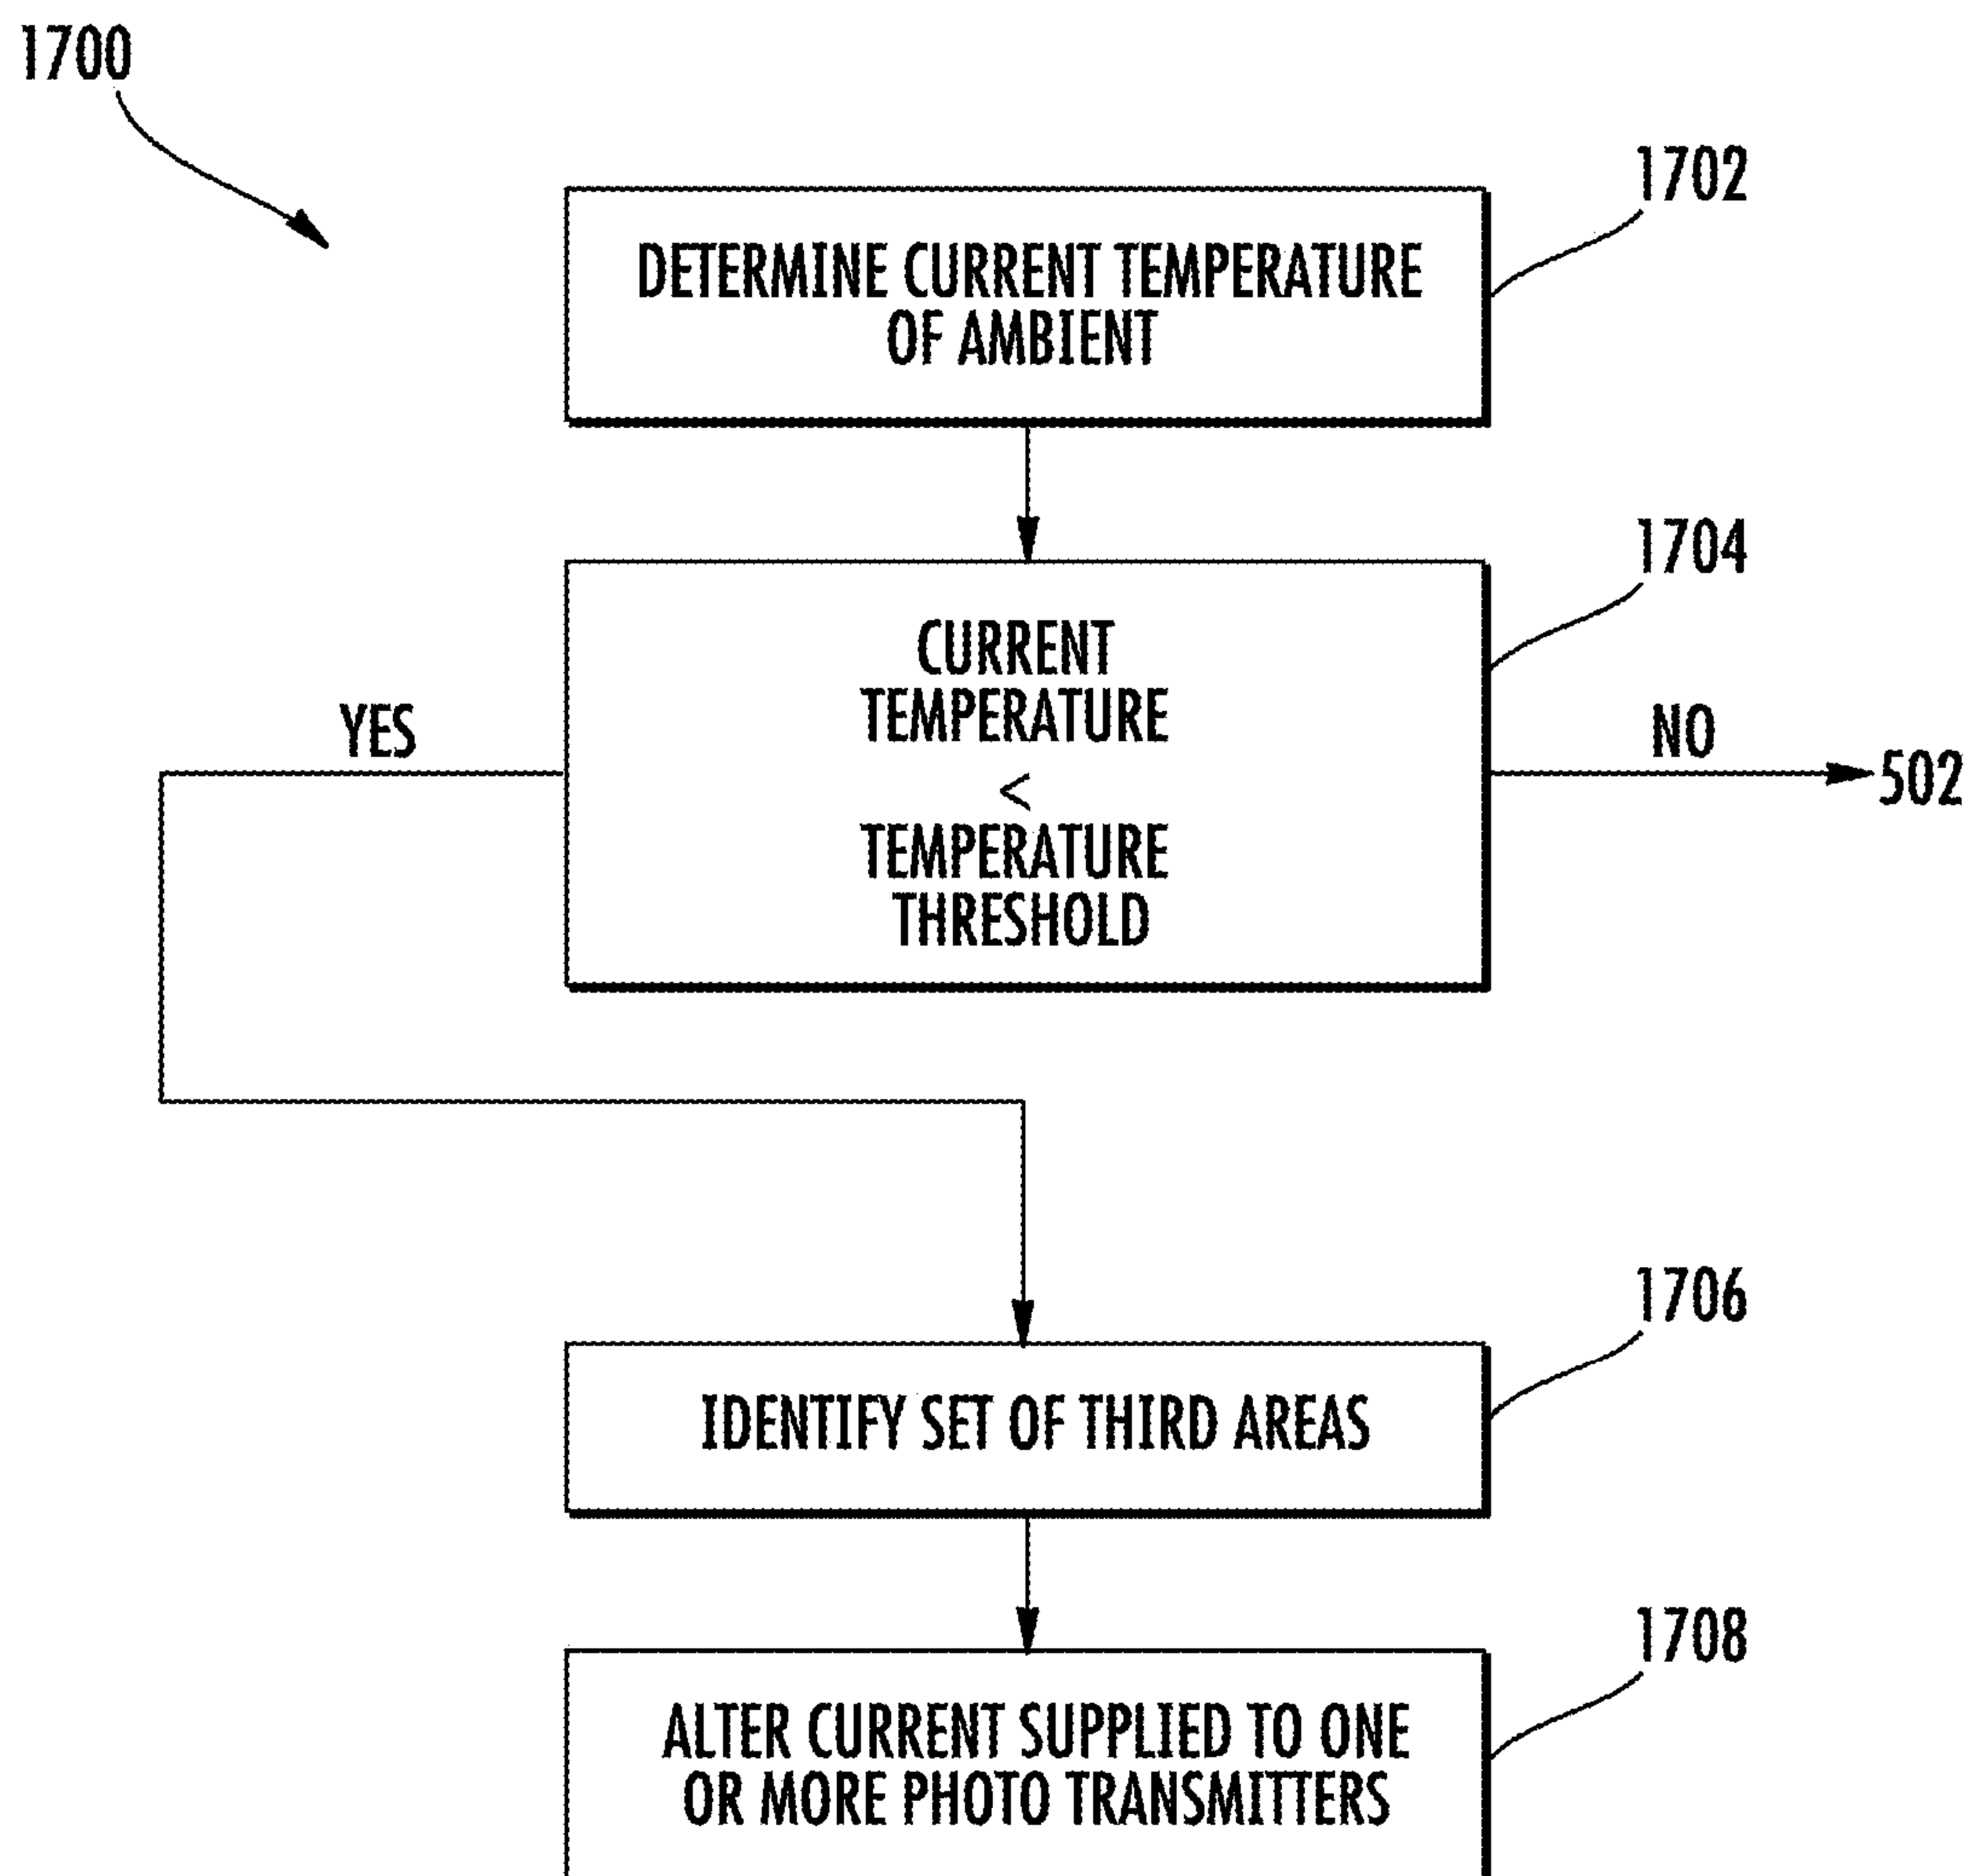 1700
1702
DETERMINE CURRENT TEMPERATURE
OF AMBIENT
1704
CURRENT
TEMPERATURE
<
TEMPERATURE
THRESHOLD
YES
NO
502
1706
IDENTIFY SET OF THIRD AREAS
1708
ALTER CURRENT SUPPLIED TO ONE
OR MORE PHOTO TRANSMITTERS